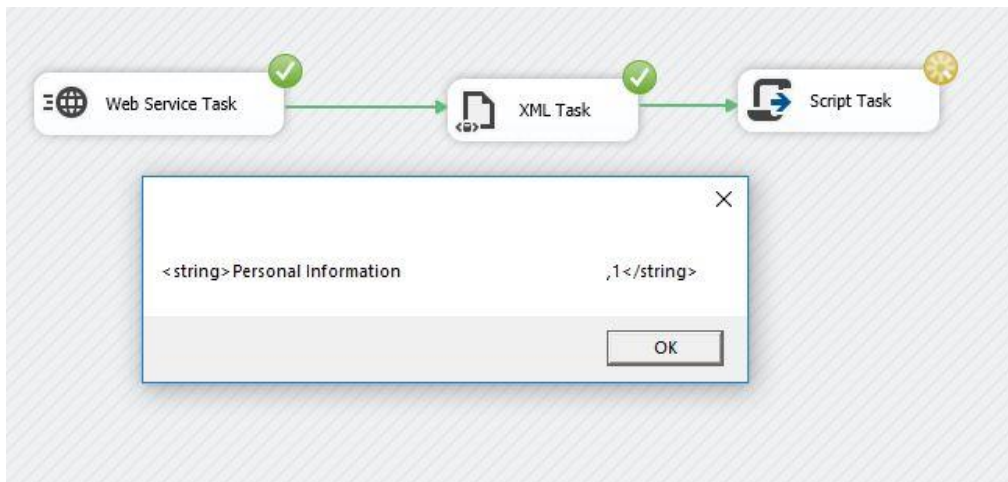 Web Service Task
XML Task
Script Task
<string>Personal Information ,1</string>
OK